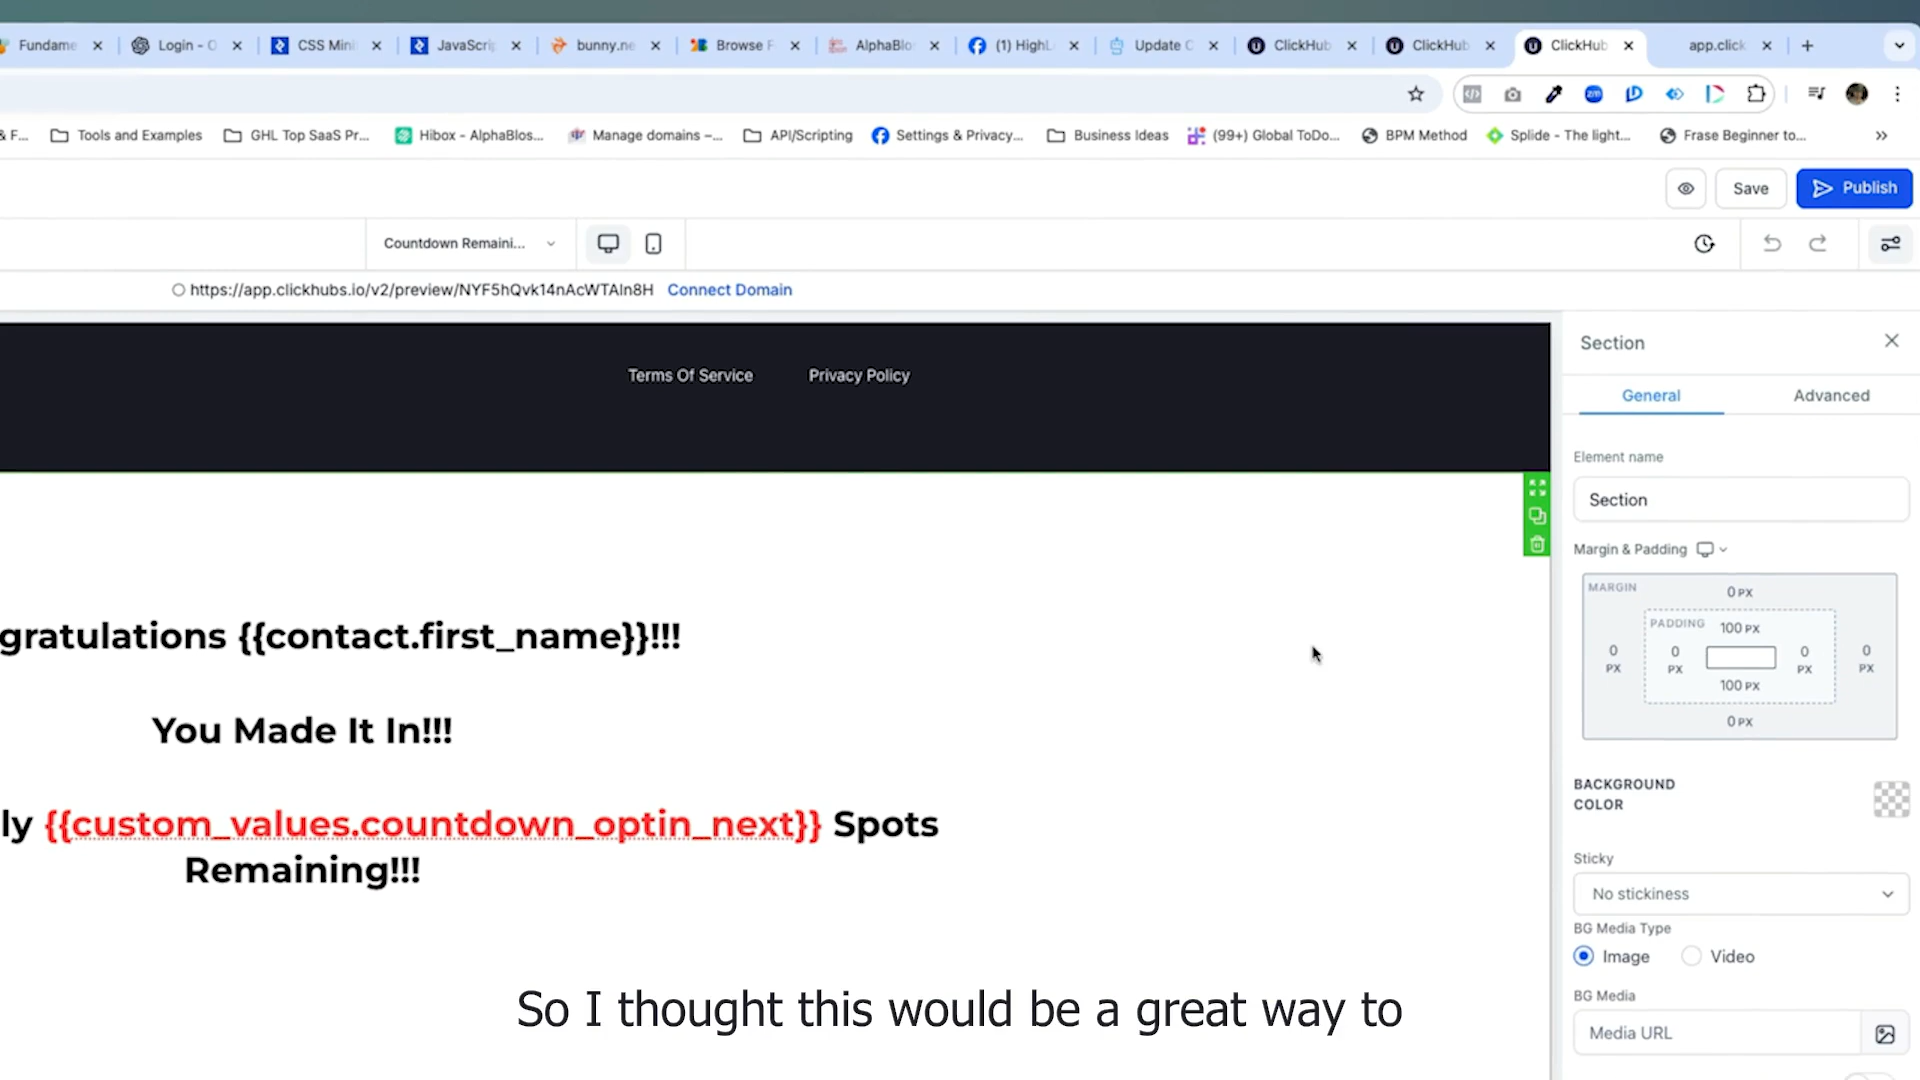 Fundame
Login - O
CSS Mini
JavaScrip
bunny.ne
Browse F
AlphaBlo
(1) HighL
Update C
ClickHub
ClickHub
ClickHub
app.click
& F...
Tools and Examples
GHL Top SaaS Pr...
Hibox - AlphaBlos...
Manage domains –...
API/Scripting
Settings & Privacy...
Business Ideas
(99+) Global ToDo...
BPM Method
Splide - The light...
Frase Beginner to...
Save
Publish
Countdown Remaini...
https://app.clickhubs.io/v2/preview/NYF5hQvk14nAcWTAln8H Connect Domain
Terms Of Service
Privacy Policy
Section
General
Advanced
Element name
Section
Margin & Padding
MARGIN
0 PX
PADDING
100 PX
0 PX
0 PX
0 PX
0 PX
100 PX
0 PX
BACKGROUND
COLOR
Sticky
No stickiness
BG Media Type
Image
Video
BG Media
Media URL
gratulations {{contact.first_name}}!!!
You Made It In!!!
ly {{custom_values.countdown_optin_next}} Spots
Remaining!!!
So I thought this would be a great way to